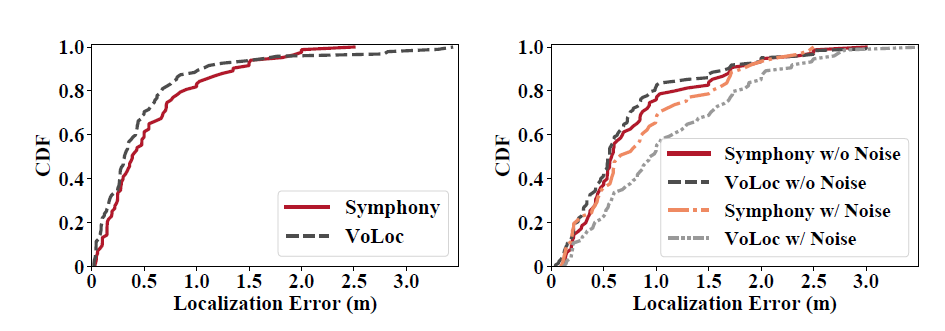 1.0
0.8
0.6
0.4
0.2
0
CDF
0 0.5 1.0 1.5 2.0 2.5 3.0
Localization Error (m)
Symphony
VoLoc
1.0
0.8
0.6
0.4
0.2
0
CDF
0 0.5 1.0 1.5 2.0 2.5 3.0
Localization Error (m)
Symphony w/o Noise
VoLoc w/o Noise
Symphony w/ Noise
VoLoc w/ Noise